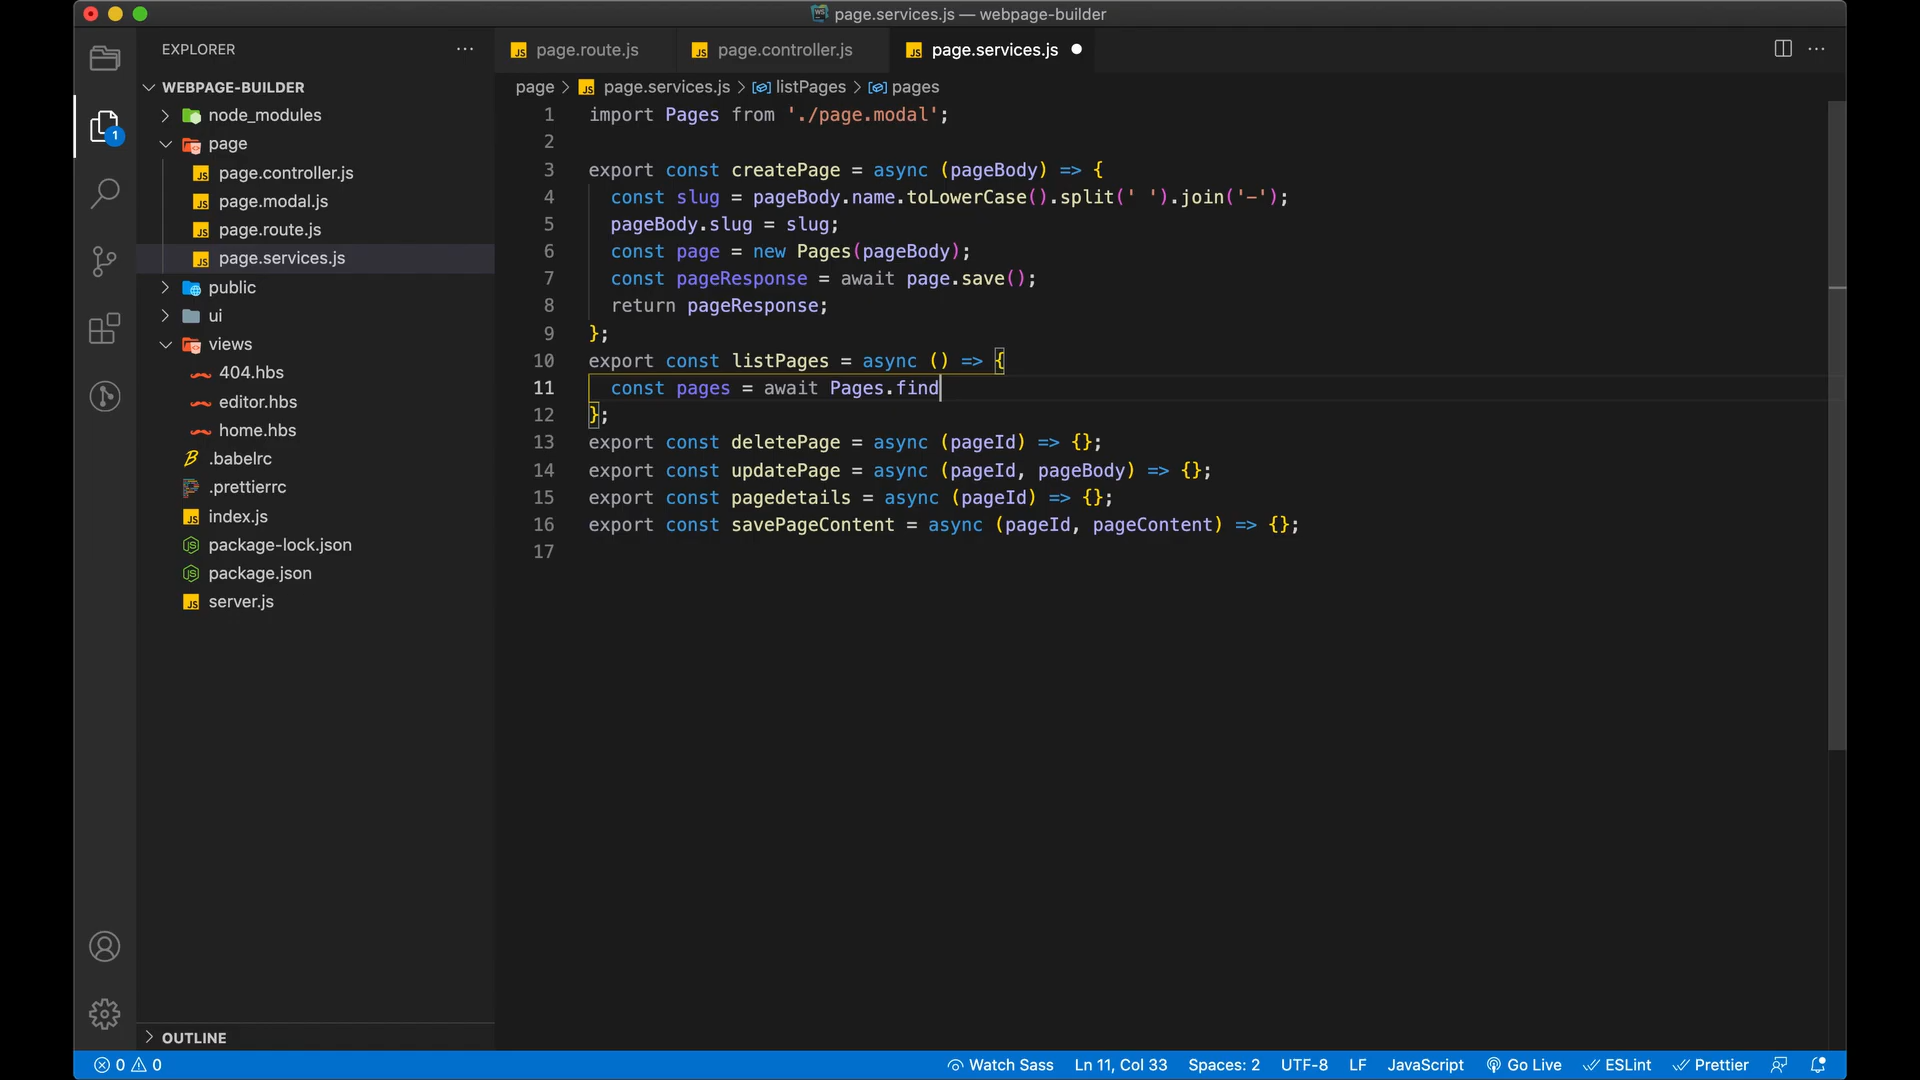 page.services.js — webpage-builder
EXPLORER
WEBPAGE-BUILDER
node_modules
page
page.controller.js
page.modal.js
page.route.js
page.services.js
public
ui
views
404.hbs
editor.hbs
home.hbs
.babelrc
.prettierrc
index.js
package-lock.json
package.json
server.js
OUTLINE
1
page.route.js page.controller.js page.services.js
page > page.services.js > listPages > pages
1 import Pages from './page.modal';
2
3 export const createPage = async (pageBody) => {
4 const slug = pageBody.name.toLowerCase().split(' ').join('-');
5 pageBody.slug = slug;
6 const page = new Pages(pageBody);
7 const pageResponse = await page.save();
8 return pageResponse;
9 };
10 export const listPages = async () => {
11 const pages = await Pages.find
12 };
13 export const deletePage = async (pageId) => {};
14 export const updatePage = async (pageId, pageBody) => {};
15 export const pagedetails = async (pageId) => {};
16 export const savePageContent = async (pageId, pageContent) => {};
17
0 0 Watch Sass Ln 11, Col 33 Spaces: 2 UTF-8 LF JavaScript Go Live ESLint Prettier